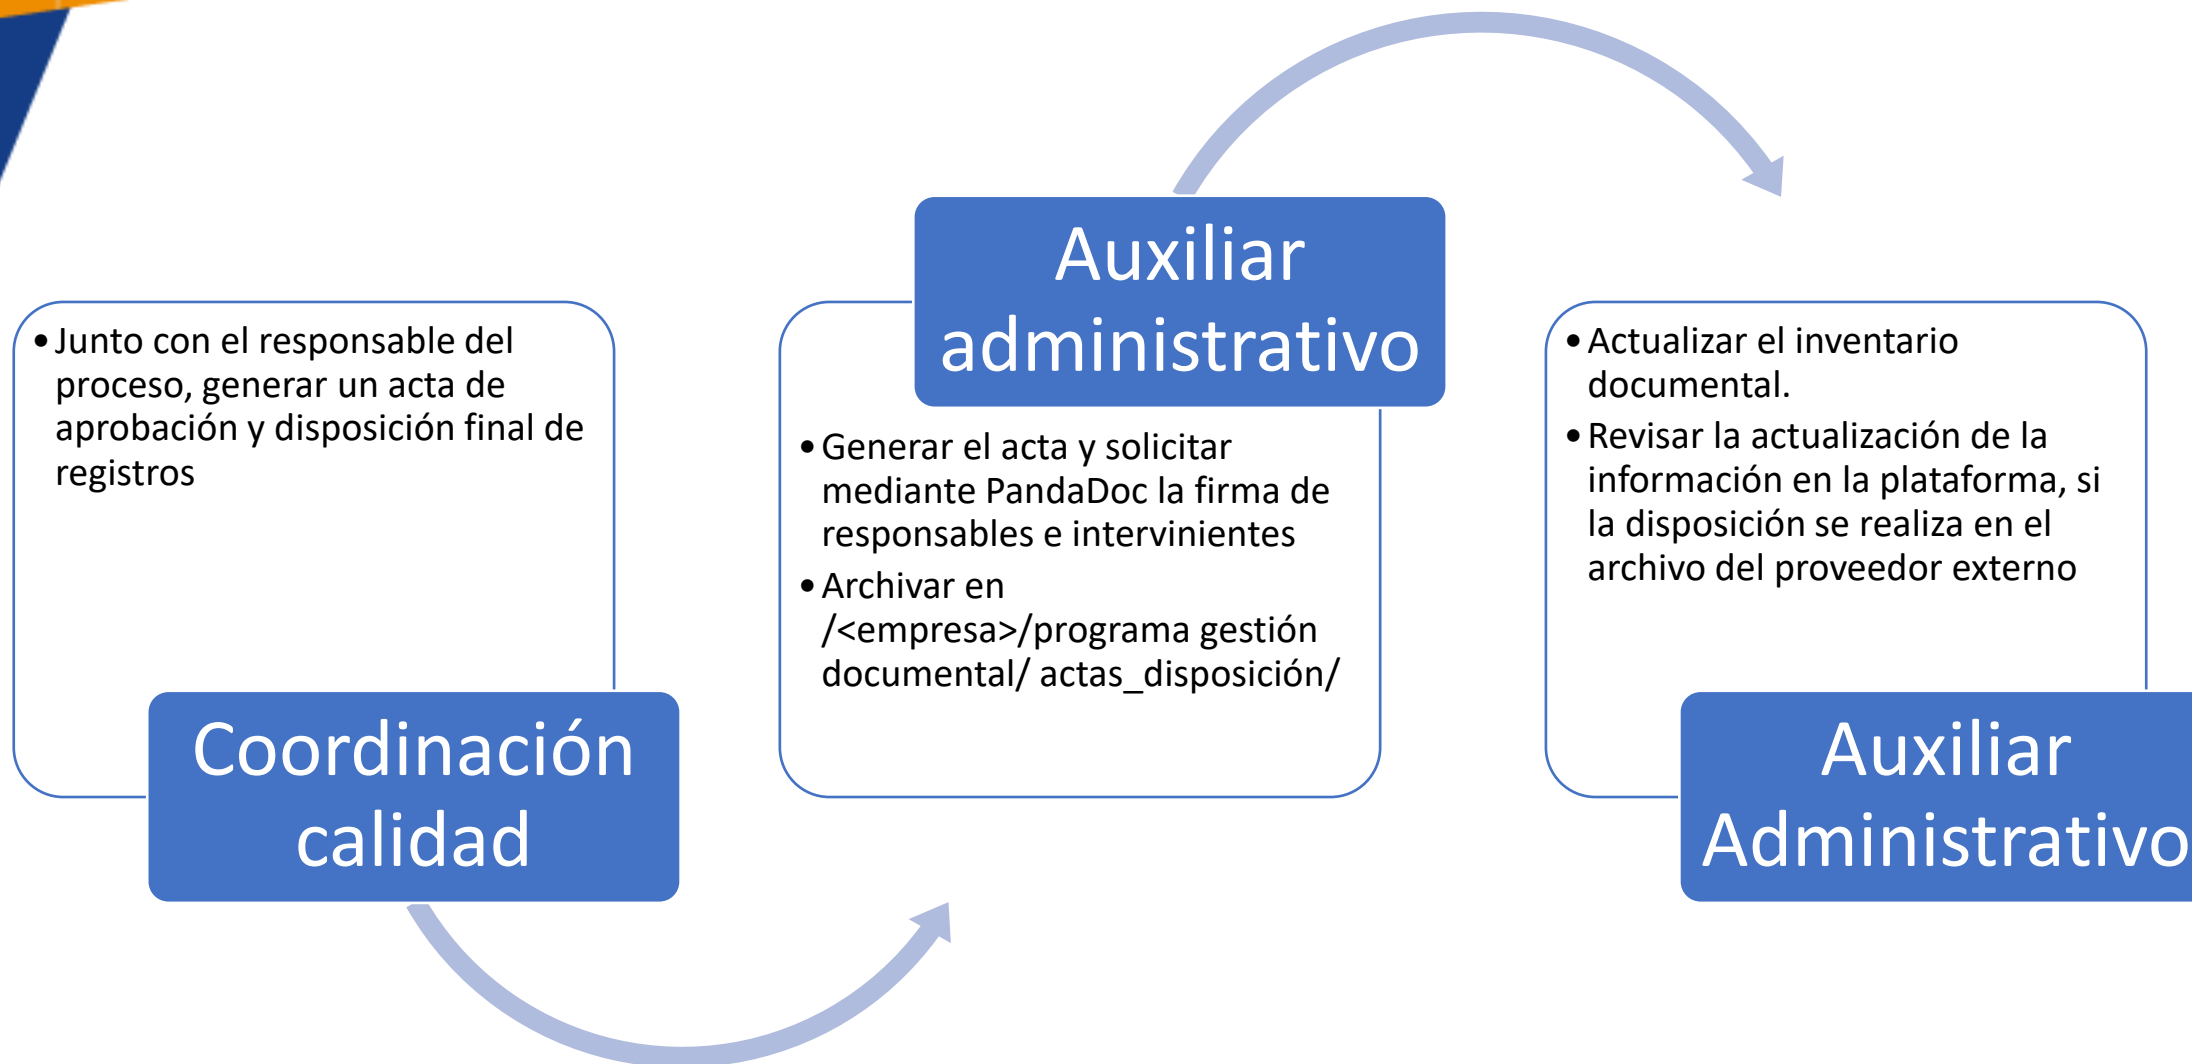 • Junto con el responsable del
proceso, generar un acta de
aprobación y disposición final de
registros
Coordinación
calidad
Auxiliar
administrativo
• Generar el acta y solicitar
mediante PandaDoc la firma de
responsables e intervinientes
• Archivar en
/<empresa>/programa gestión
documental/ actas_disposición/
• Actualizar el inventario
documental.
• Revisar la actualización de la
información en la plataforma, si
la disposición se realiza en el
archivo del proveedor externo
Auxiliar
Administrativo